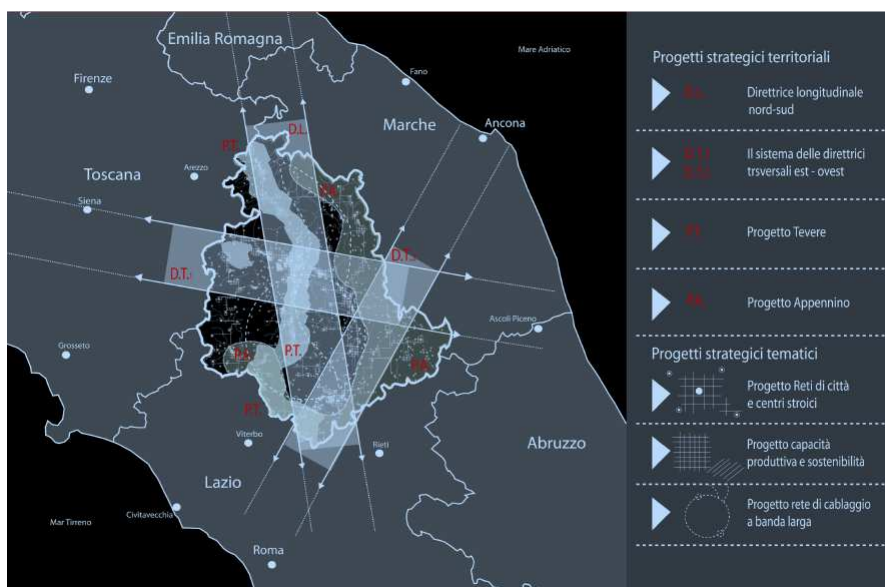 Emilia Romagna
Mare Adriatico
Firenze
Fano
Marche
Ancona
D.L.
P.T.
Arezzo
Toscana
Siena
P.A.
D.T.
D.T.
Ascoli Piceno
Grosseto
P.T.
P.A.
P.T.
Viterbo
Rieti
Abruzzo
Lazio
Civitavecchia
Mar Tirreno
Roma
Progetti strategici territoriali
Direttrice longitudinale
nord-sud
Il sistema delle direttrici
trsversali est - ovest
Progetto Tevere
Progetto Appennino
Progetti strategici tematici
Progetto Reti di città
e centri stroici
Progetto capacità
produttiva e sostenibilità
Progetto rete di cablaggio
a banda larga